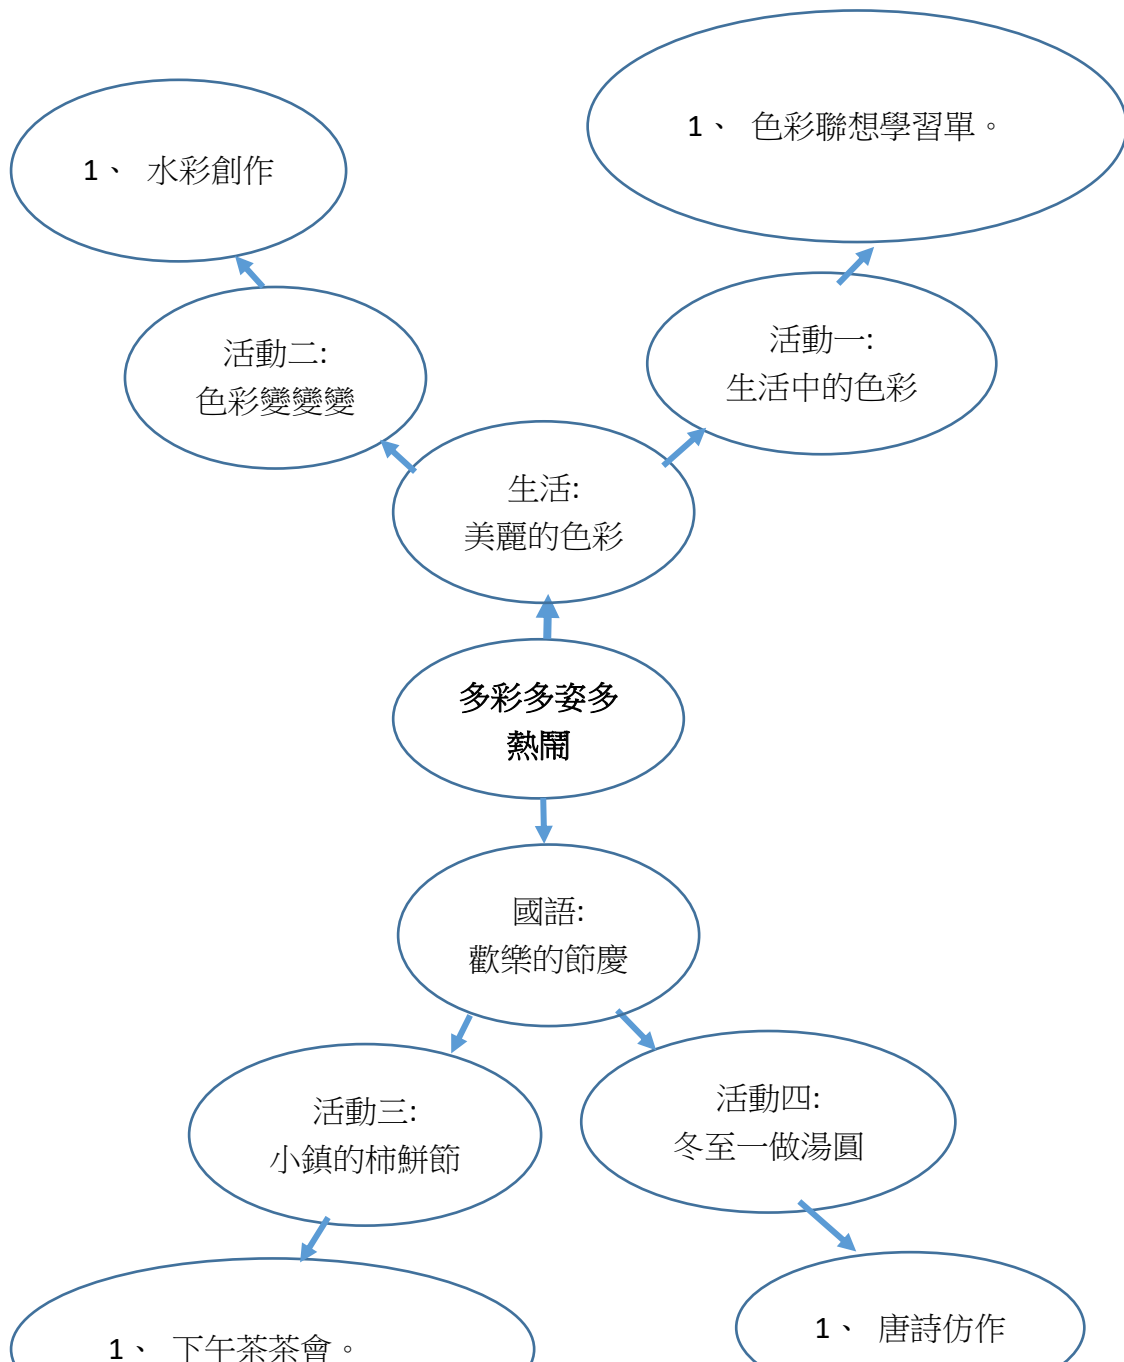 1、 色彩聯想學習單。
1、 水彩創作
活動一:
生活中的色彩
活動二:
色彩變變變
生活:
美麗的色彩
多彩多姿多
熱鬧
國語:
歡樂的節慶
活動三:
小鎮的柿鮩節
活動四:
冬至一做湯圓
1、 下午茶茶會。
1、 唐詩仿作